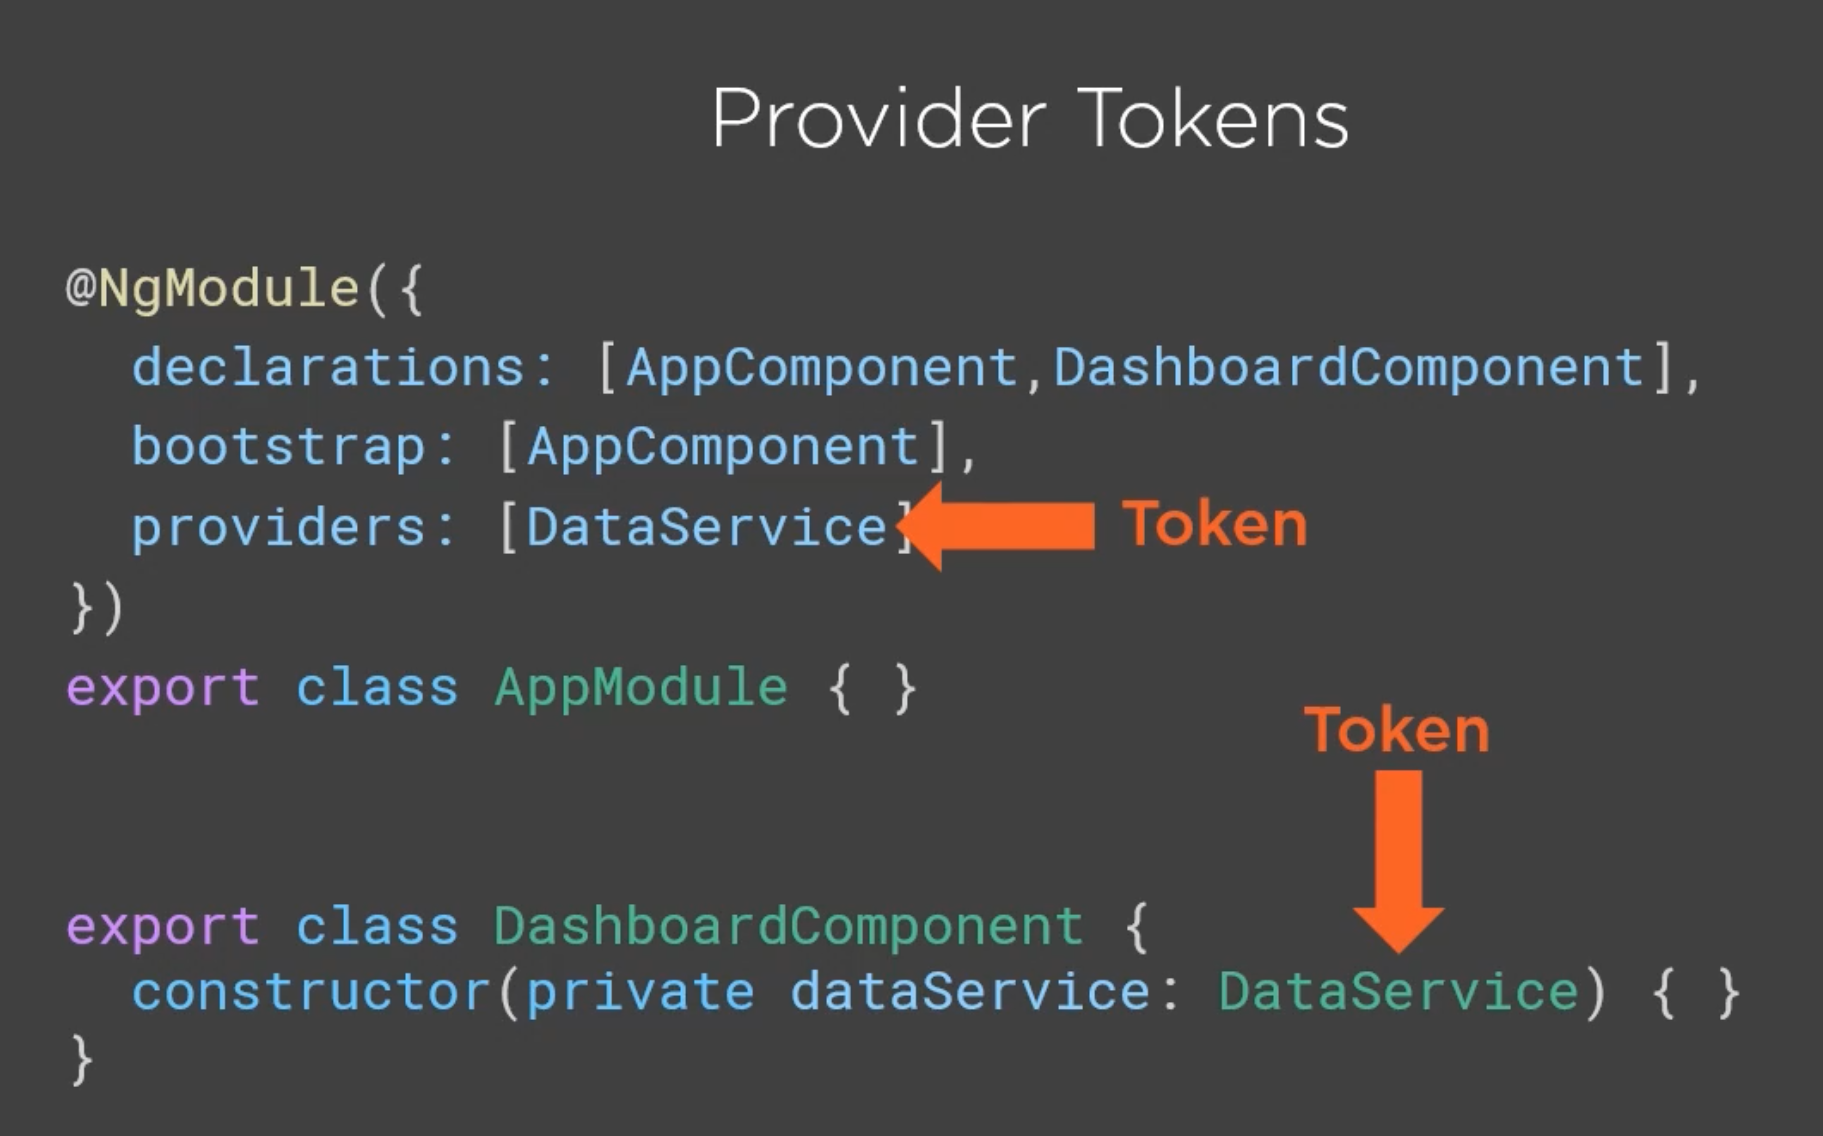 Provider Tokens
@NgModule({
declarations: [AppComponent,DashboardComponent],
bootstrap: [AppComponent],
providers: [DataService] Token
})
export class AppModule { }
Token
export class DashboardComponent {
constructor(private dataService: DataService) { }
}